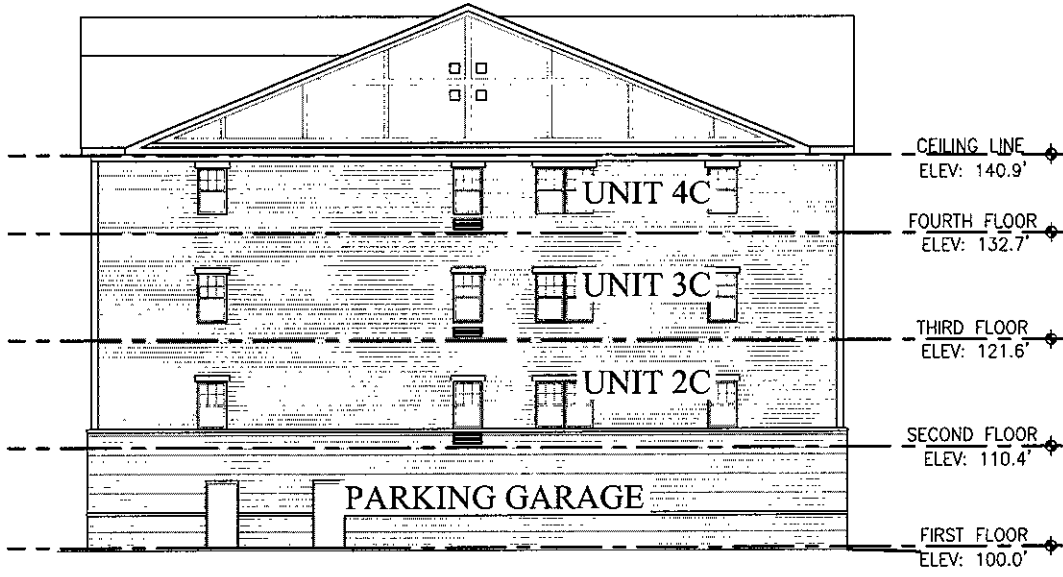 CEILING LINE
ELEV: 140.9'
UNIT 4C
FOURTH FLOOR
ELEV: 132.7'
UNIT 3C
THIRD FLOOR
ELEV: 121.6'
UNIT 2C
SECOND FLOOR
ELEV: 110.4'
PARKING GARAGE
FIRST FLOOR
ELEV: 100.0'